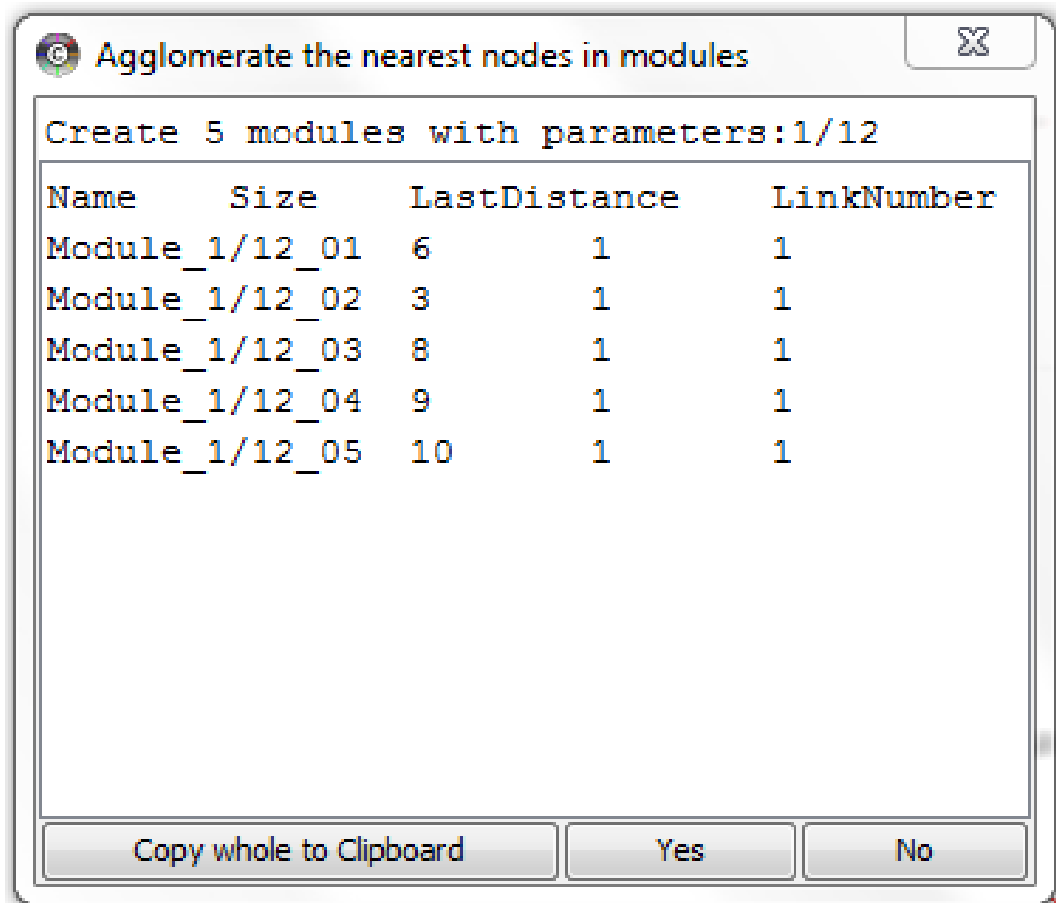 Agglomerate the nearest nodes in modules
Create 5 modules with parameters:1/12
Name Size LastDistance LinkNumber
Module_1/12_01 6 1 1
Module_1/12_02 3 1 1
Module_1/12_03 8 1 1
Module_1/12_04 9 1 1
Module_1/12_05 10 1 1
Copy whole to Clipboard Yes No